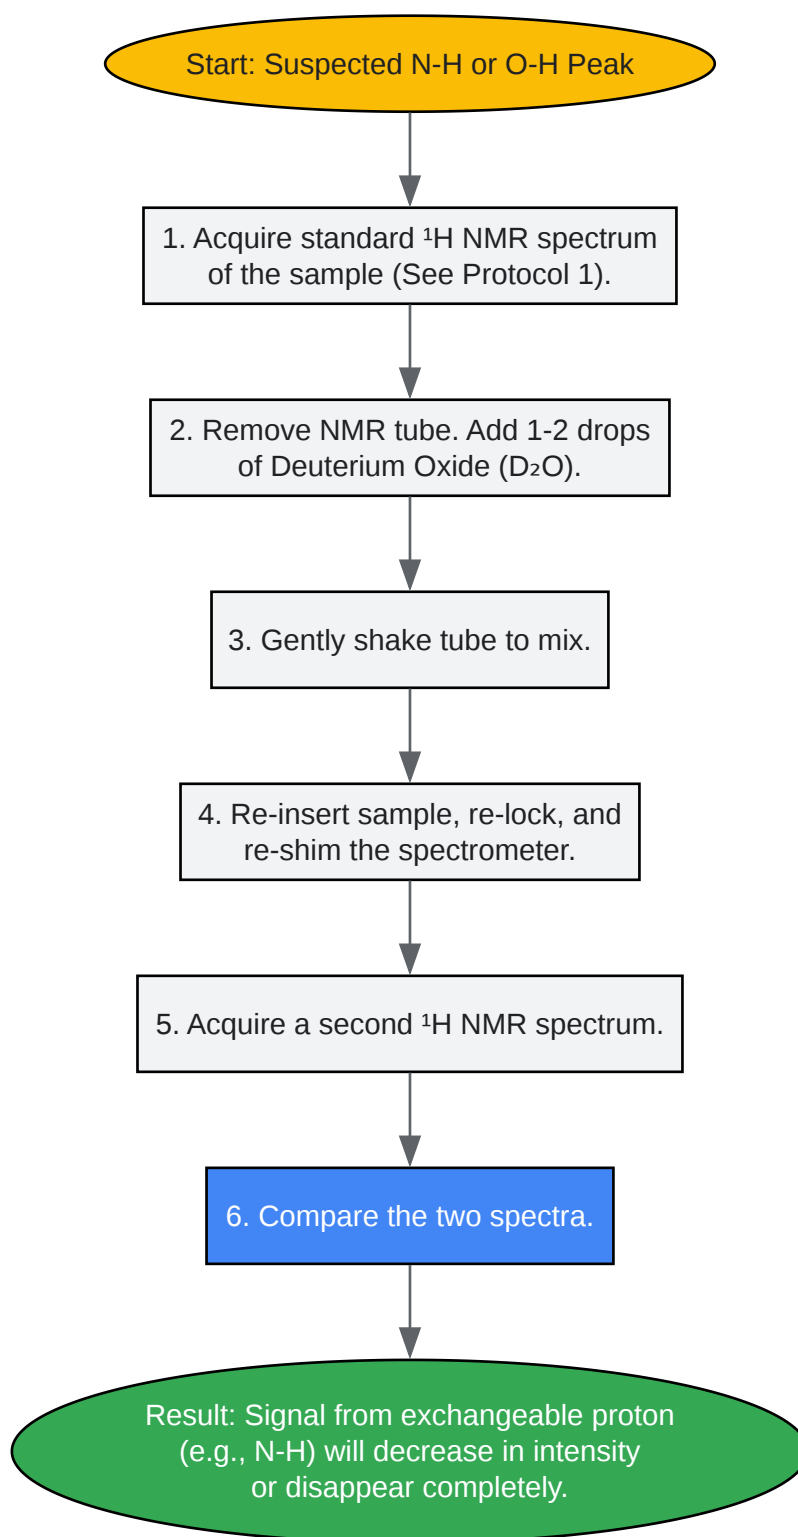 Start: Suspected N-H or O-H Peak
1. Acquire standard ¹H NMR spectrum
of the sample (See Protocol 1).
2. Remove NMR tube. Add 1-2 drops
of Deuterium Oxide (D₂O).
3. Gently shake tube to mix.
4. Re-insert sample, re-lock, and
re-shim the spectrometer.
5. Acquire a second ¹H NMR spectrum.
6. Compare the two spectra.
Result: Signal from exchangeable proton
(e.g., N-H) will decrease in intensity
or disappear completely.